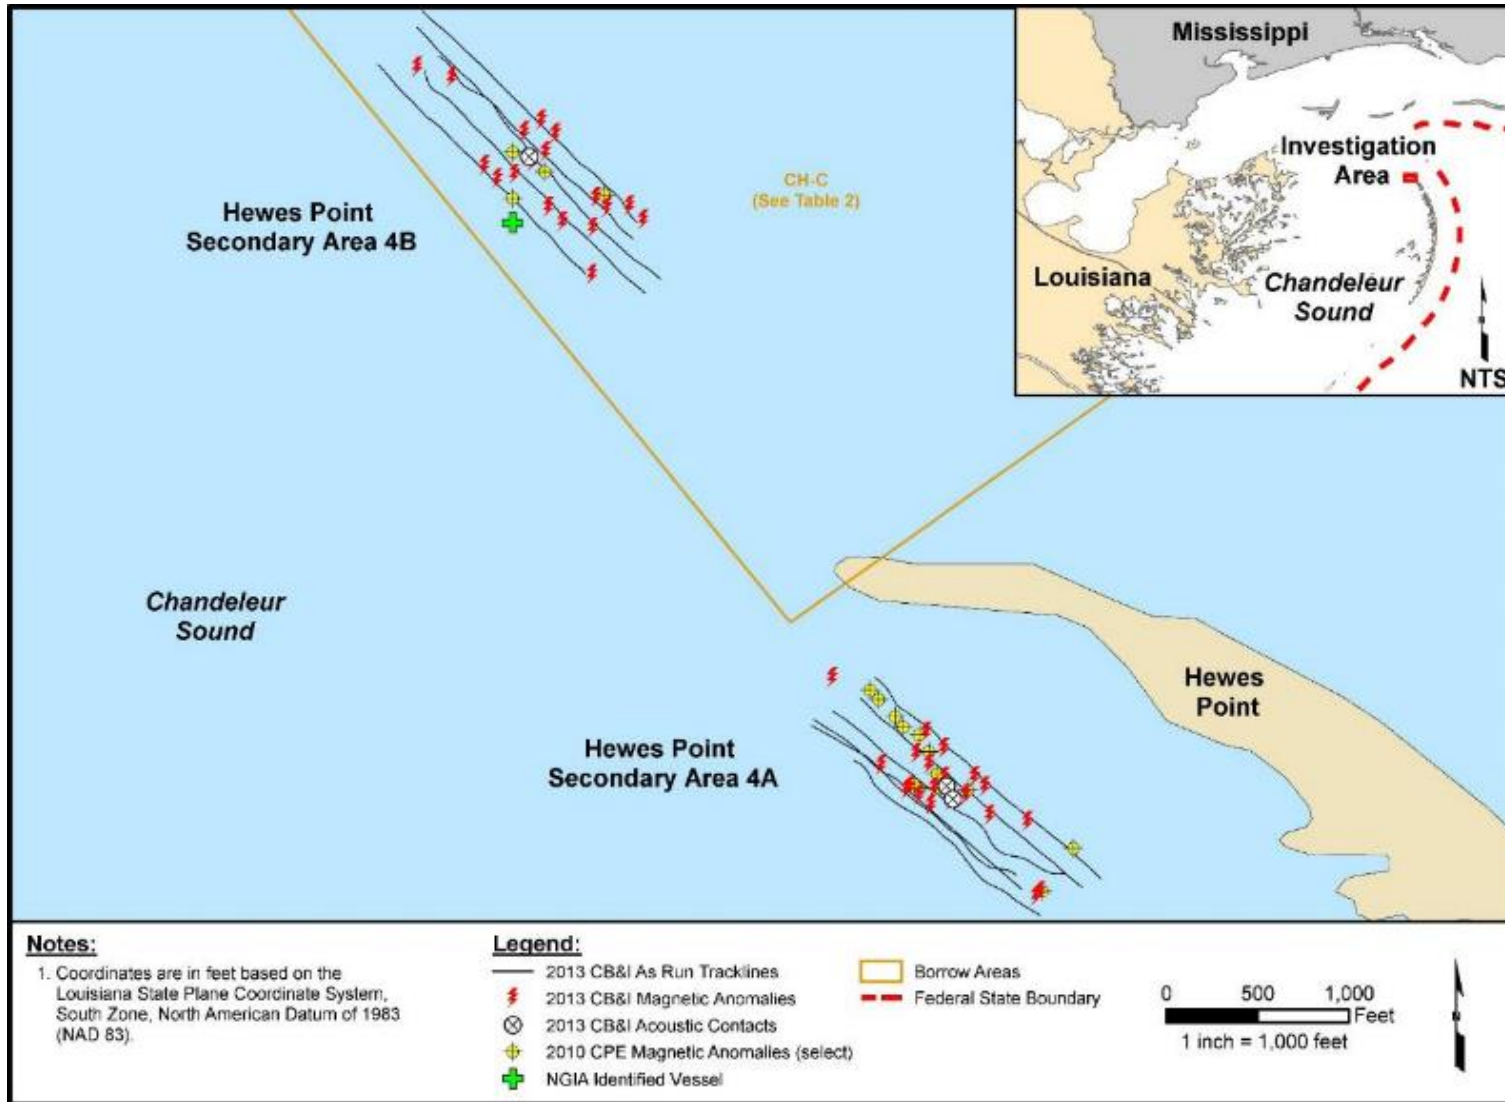 Mississippi
Investigation
Area
Louisiana
Chandeleur
Sound
NTS
CH-C
(See Table 2)
Hewes Point
Secondary Area 4B
Chandeleur
Sound
Hewes
Point
Hewes Point
Secondary Area 4A
Notes:
1. Coordinates are in feet based on the
Louisiana State Plane Coordinate System,
South Zone, North American Datum of 1983
(NAD 83).
Legend:
2013 CB&I As Run Tracklines
2013 CB&I Magnetic Anomalies
2013 CB&I Acoustic Contacts
2010 CPE Magnetic Anomalies (select)
NGIA Identified Vessel
Borrow Areas
Federal State Boundary
0 500 1,000
Feet
1 inch = 1,000 feet